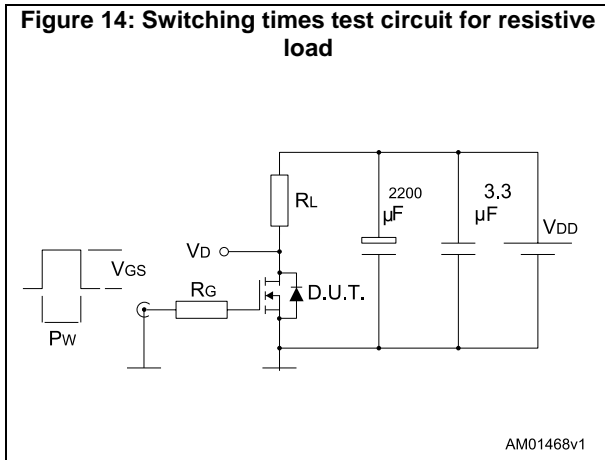 Figure 14: Switching times test circuit for resistive
load
RL
2200
μF
3.3
μF
VDD
VD
VGS
RG
D.U.T.
PW
AM01468v1